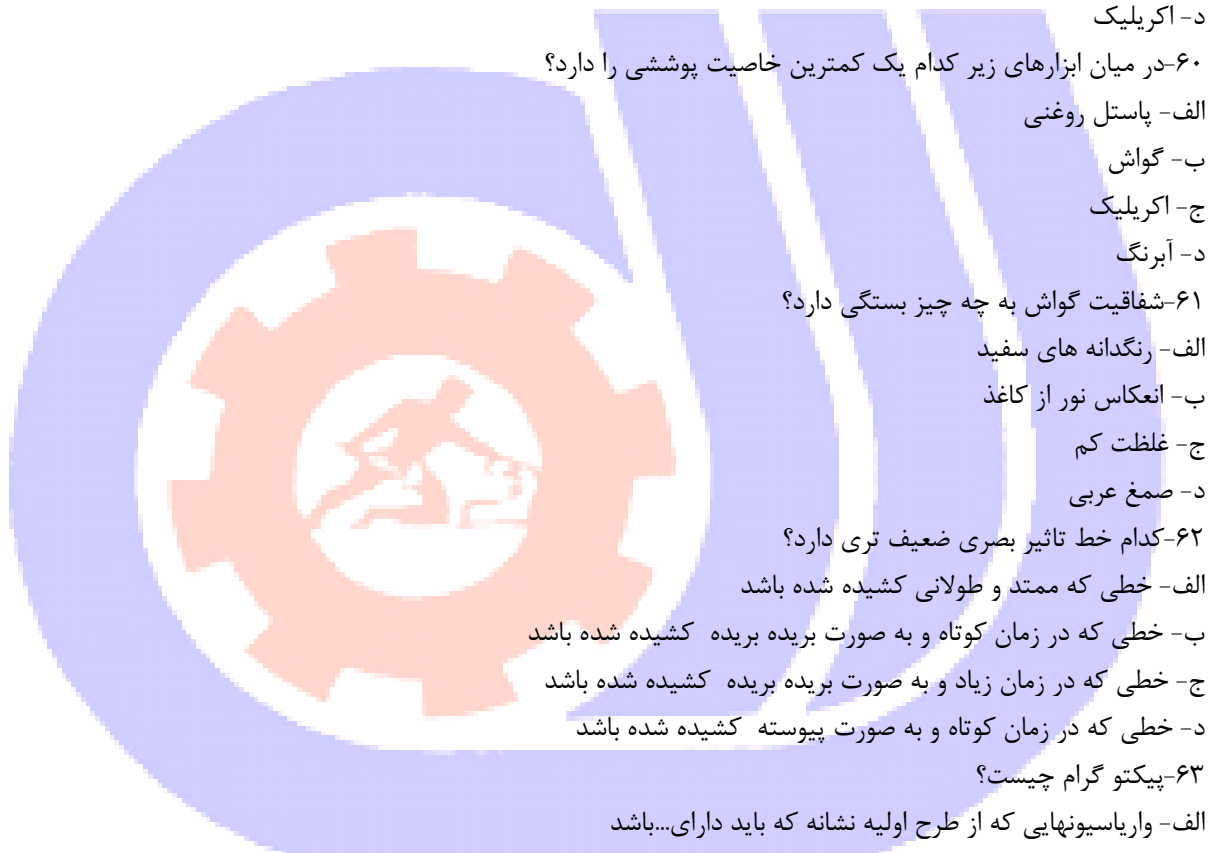 د- اکریلیک
۶۰-در میان ابزارهای زیر کدام یک کمترین خاصیت پوششی را دارد؟
الف- پاستل روغنی
ب- گواش
ج- اکریلیک
د- آبرنگ
۶۱-شفاقیت گواش به چه چیز بستگی دارد؟
الف- رنگدانه های سفید
ب- انعکاس نور از کاغذ
ج- غلظت کم
د- صمغ عربی
۶۲-کدام خط تاثیر بصری ضعیف تری دارد؟
الف- خطی که ممتد و طولانی کشیده شده باشد
ب- خطی که در زمان کوتاه و به صورت بریده بریده  کشیده شده باشد
ج- خطی که در زمان زیاد و به صورت بریده بریده  کشیده شده باشد
د- خطی که در زمان کوتاه و به صورت پیوسته  کشیده شده باشد
۶۳-پیکتو گرام چیست؟
الف- واریاسیونهایی که از طرح اولیه نشانه که باید دارای...باشد